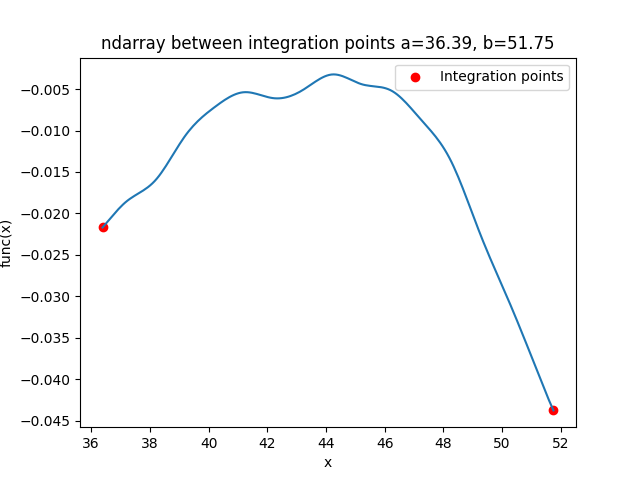 ndarray between integration points a=36.39, b=51.75
Integration points
−0.005
−0.010
−0.015
−0.020
−0.025
−0.030
−0.035
−0.040
−0.045
func(x)
36 38 40 42 44 46 48 50 52
x